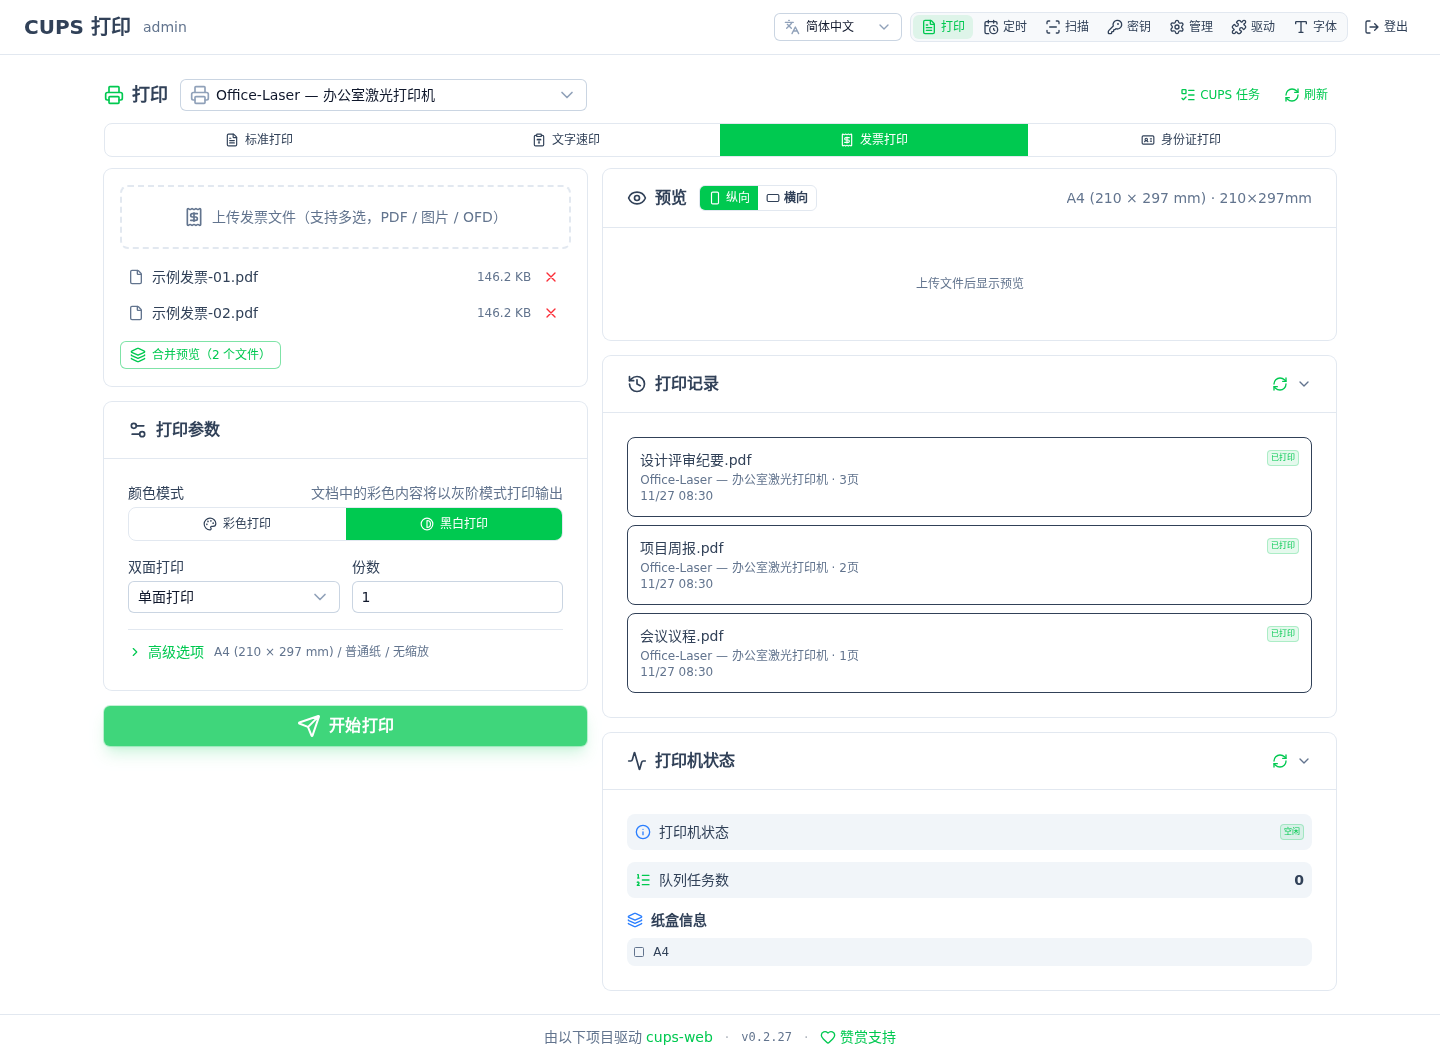 CUPS 打印 admin 简体中文 打印 定时 扫描 密钥 管理 驱动 字体 登出
打印 Office-Laser — 办公室激光打印机 CUPS 任务 刷新
标准打印 文字速印 发票打印 身份证打印
上传发票文件（支持多选，PDF / 图片 / OFD）
示例发票-01.pdf 146.2 KB
示例发票-02.pdf 146.2 KB
合并预览（2 个文件）
打印参数
颜色模式 文档中的彩色内容将以灰阶模式打印输出
彩色打印 黑白打印
双面打印 份数
单面打印 1
高级选项 A4 (210 × 297 mm) / 普通纸 / 无缩放
开始打印
预览 纵向 横向 A4 (210 × 297 mm) · 210×297mm
上传文件后显示预览
打印记录
设计评审纪要.pdf 已打印
Office-Laser — 办公室激光打印机 · 3页
11/27 08:30
项目周报.pdf 已打印
Office-Laser — 办公室激光打印机 · 2页
11/27 08:30
会议议程.pdf 已打印
Office-Laser — 办公室激光打印机 · 1页
11/27 08:30
打印机状态
打印机状态 空闲
队列任务数 0
纸盒信息
A4
由以下项目驱动 cups-web · v0.2.27 · 赞赏支持